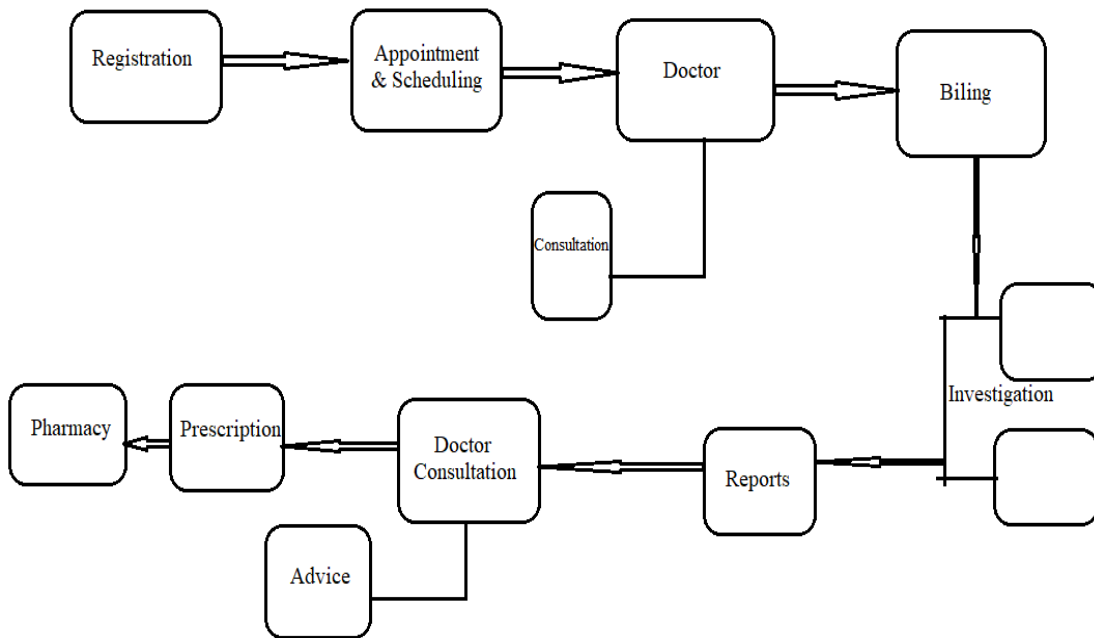 Registration
Appointment
& Scheduling
Doctor
Biling
Consultation
Investigation
Pharmacy
Prescription
Doctor
Consultation
Reports
Advice